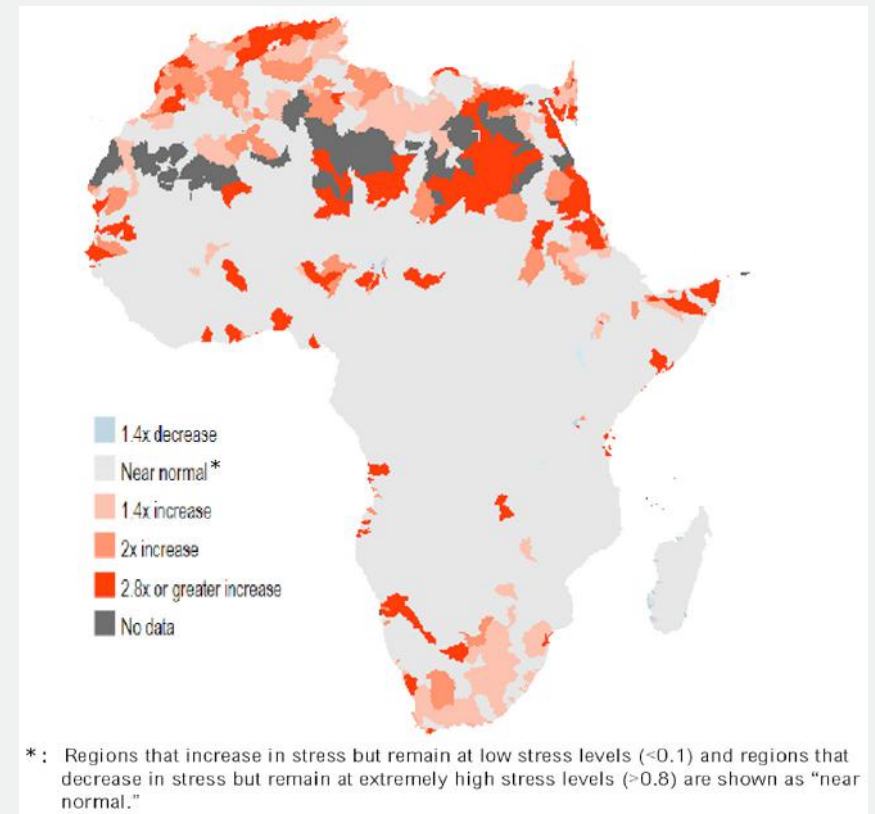 1.4x decrease
Near normal*
1.4x increase
2x increase
2.8x or greater increase
No data
*: Regions that increase in stress but remain at low stress levels (<0.1) and regions that
decrease in stress but remain at extremely high stress levels (>0.8) are shown as “near
normal.”